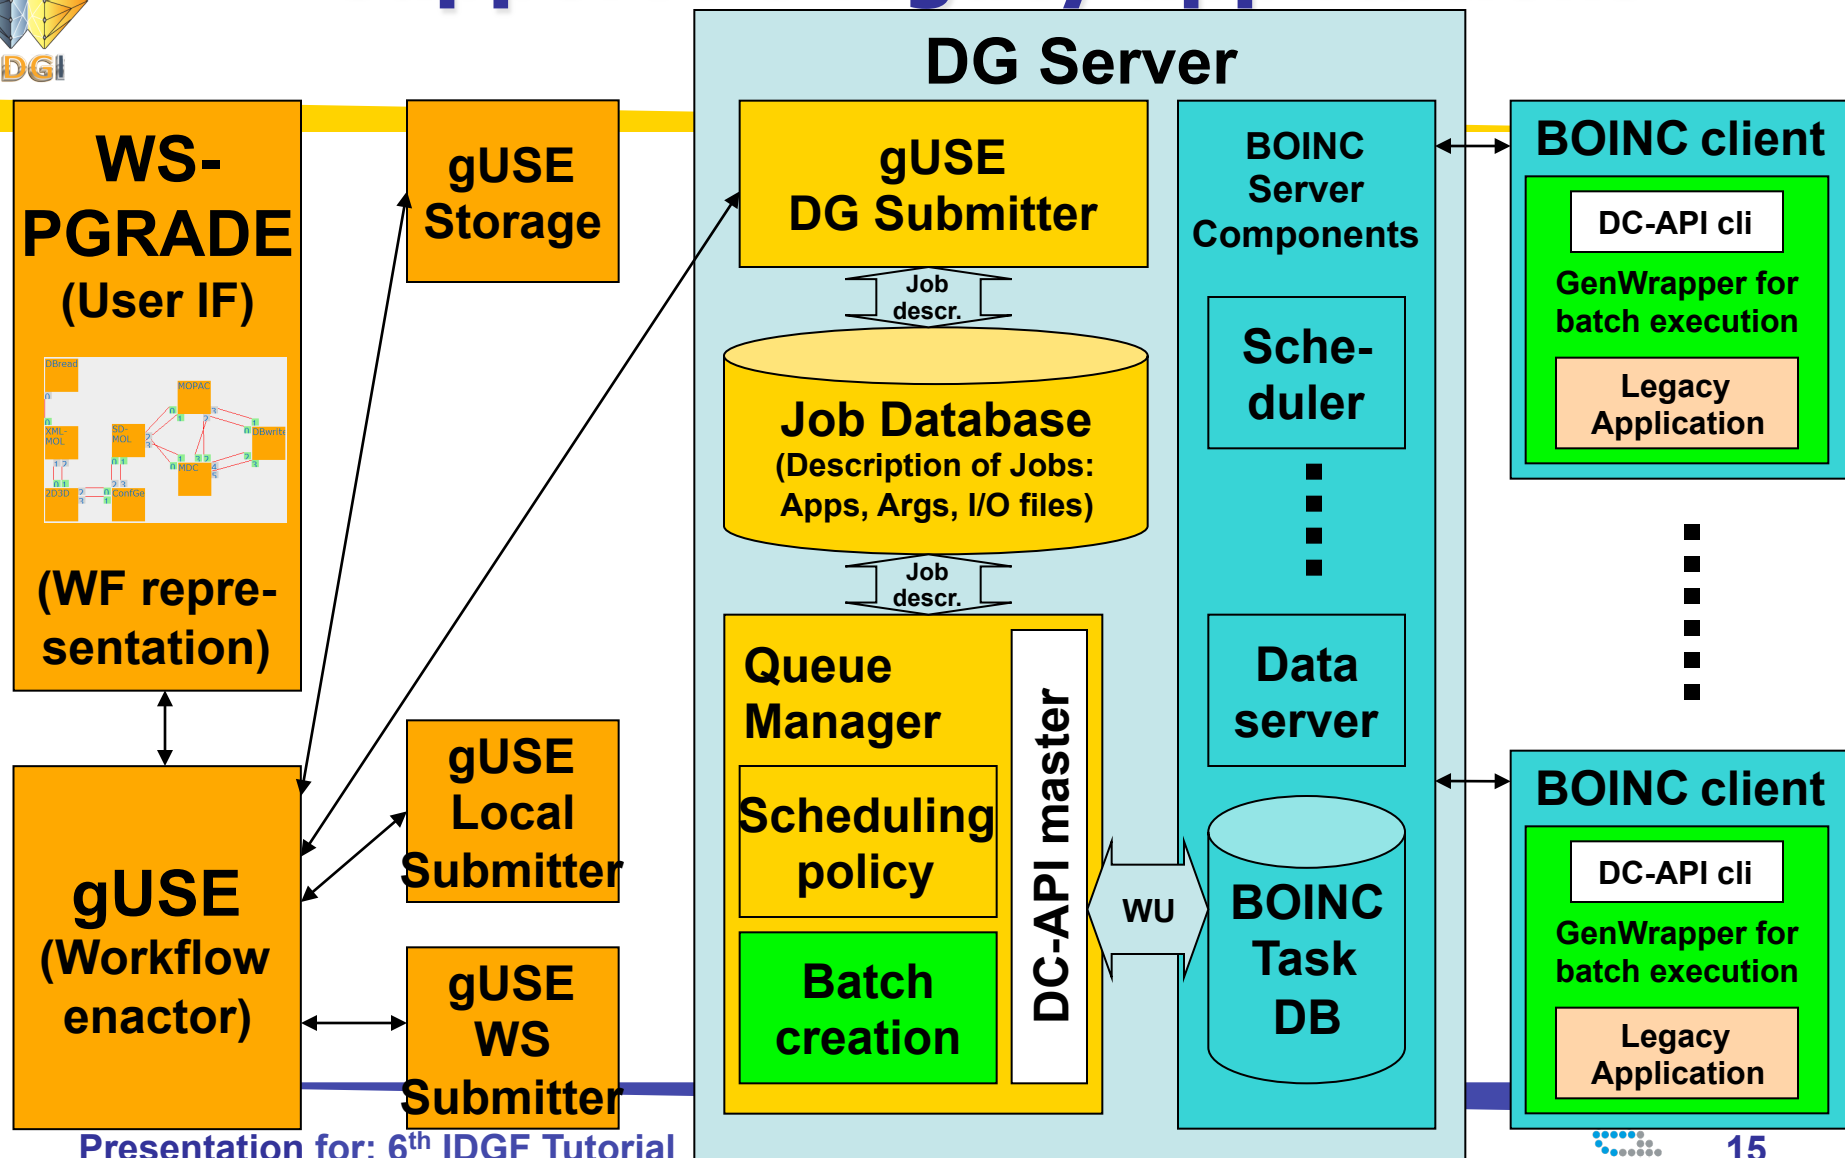 DGI
DG Server
WS-
PGRADE
(User IF)
DBread
MOPAC
XML-
MOL
SD-
MOL
DBwrite
MDC
2D3D
ConfGe
(WF repre-
sentation)
gUSE
(Workflow
enactor)
gUSE
Storage
gUSE
Local
Submitter
gUSE
WS
Submitter
gUSE
DG Submitter
Job
descr.
Job Database
(Description of Jobs:
Apps, Args, I/O files)
Job
descr.
Queue
Manager
Scheduling
policy
Batch
creation
DC-API master
WU
BOINC
Server
Components
Sche-
duler
Data
server
BOINC
Task
DB
BOINC client
DC-API cli
GenWrapper for
batch execution
Legacy
Application
BOINC client
DC-API cli
GenWrapper for
batch execution
Legacy
Application
Presentation for: 6th IDGF Tutorial
15